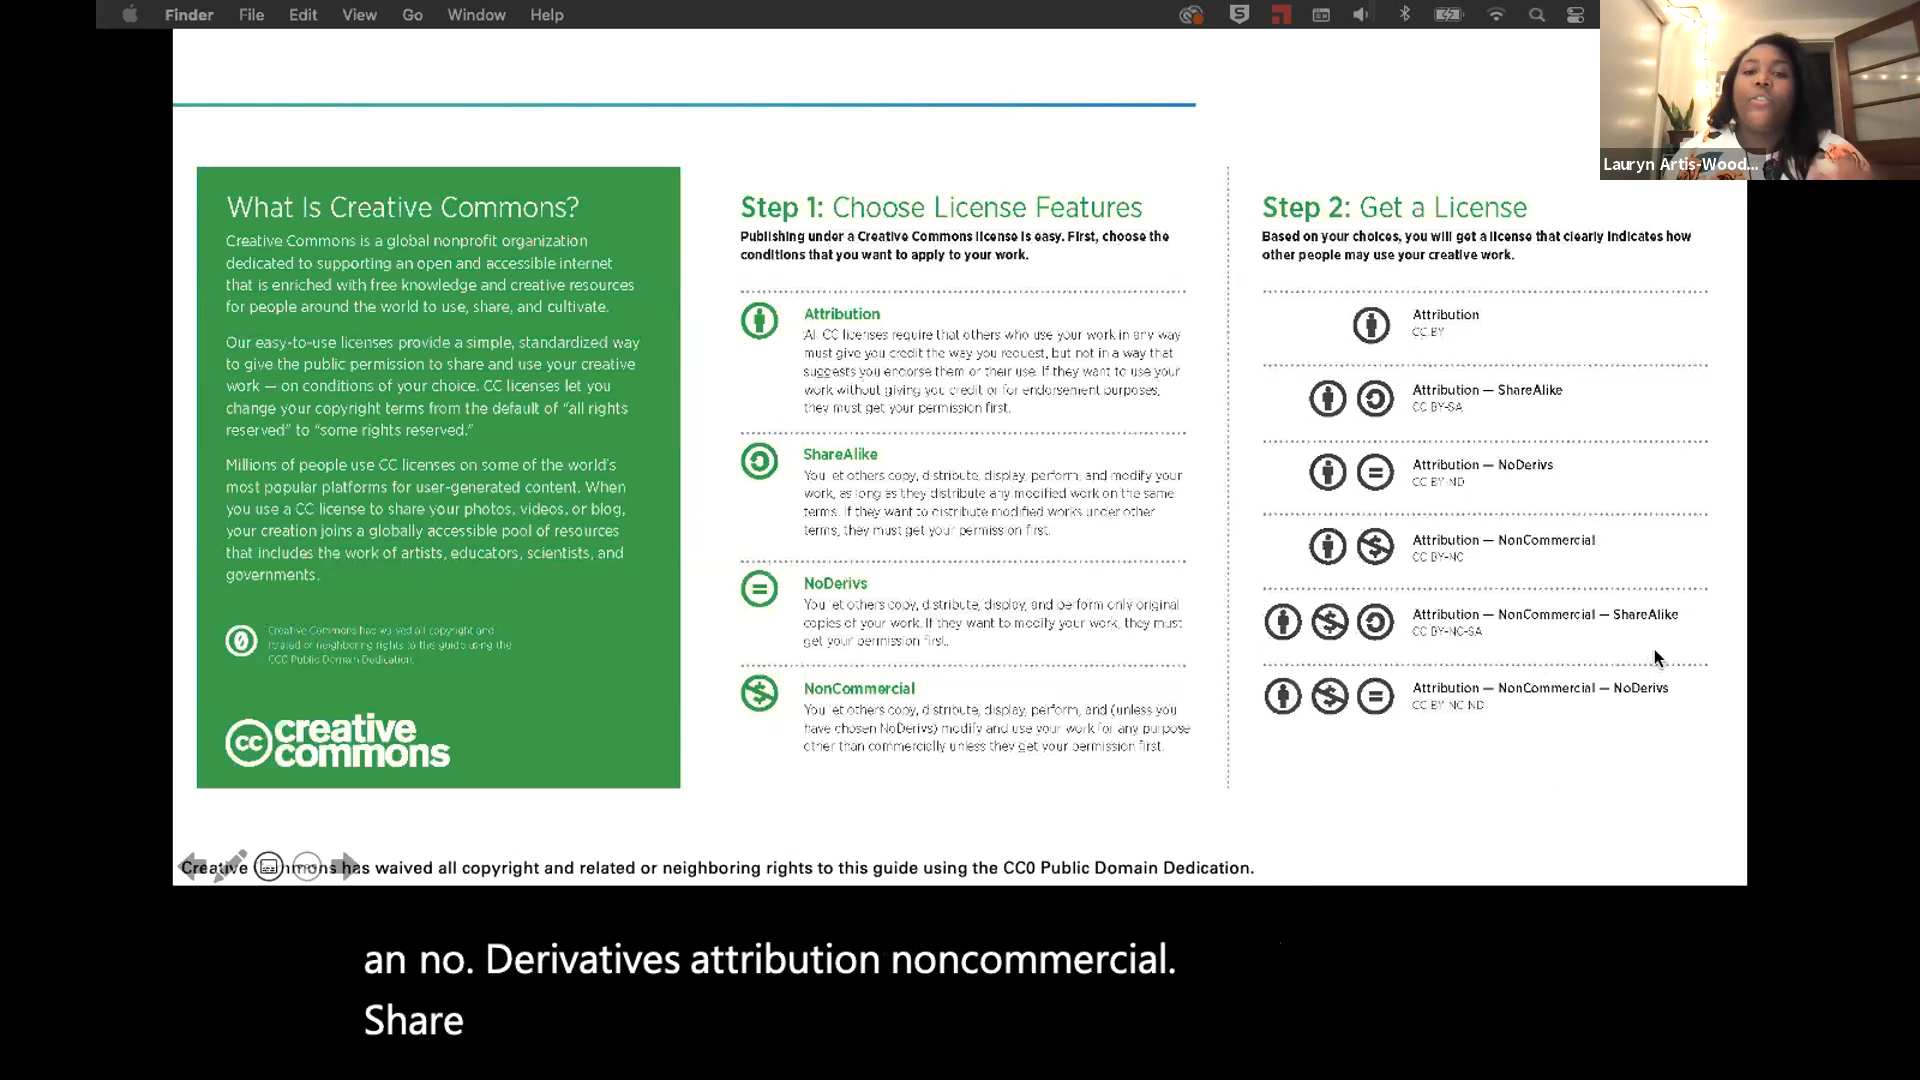 Finder File Edit View Go Window Help
Lauryn Artis-Wood...
What Is Creative Commons?
Creative Commons is a global nonprofit organization
dedicated to supporting an open and accessible internet
that is enriched with free knowledge and creative resources
for people around the world to use, share, and cultivate.
Our easy-to-use licenses provide a simple, standardized way
to give the public permission to share and use your creative
work — on conditions of your choice. CC licenses let you
change your copyright terms from the default of “all rights
reserved” to “some rights reserved.”
Millions of people use CC licenses on some of the world’s
most popular platforms for user-generated content. When
you use a CC license to share your photos, videos, or blog,
your creation joins a globally accessible pool of resources
that includes the work of artists, educators, scientists, and
governments.
Creative Commons has waived all copyright and
related or neighboring rights to this guide using the
CC0 Public Domain Dedication.
cc creative
commons
Step 1: Choose License Features
Publishing under a Creative Commons license is easy. First, choose the
conditions that you want to apply to your work.
Attribution
All CC licenses require that others who use your work in any way
must give you credit the way you request, but not in a way that
suggests you endorse them or their use. If they want to use your
work without giving you credit or for endorsement purposes,
they must get your permission first.
ShareAlike
You let others copy, distribute, display, perform, and modify your
work, as long as they distribute any modified work on the same
terms. If they want to distribute modified works under other
terms, they must get your permission first.
NoDerivs
You let others copy, distribute, display, and perform only original
copies of your work. If they want to modify your work, they must
get your permission first.
NonCommercial
You let others copy, distribute, display, perform, and (unless you
have chosen NoDerivs) modify and use your work for any purpose
other than commercially unless they get your permission first.
Step 2: Get a License
Based on your choices, you will get a license that clearly indicates how
other people may use your creative work.
Attribution
CC BY
Attribution — ShareAlike
CC BY-SA
Attribution — NoDerivs
CC BY-ND
Attribution — NonCommercial
CC BY-NC
Attribution — NonCommercial — ShareAlike
CC BY-NC-SA
Attribution — NonCommercial — NoDerivs
CC BY-NC-ND
Creative Commons has waived all copyright and related or neighboring rights to this guide using the CC0 Public Domain Dedication.
an no. Derivatives attribution noncommercial.
Share